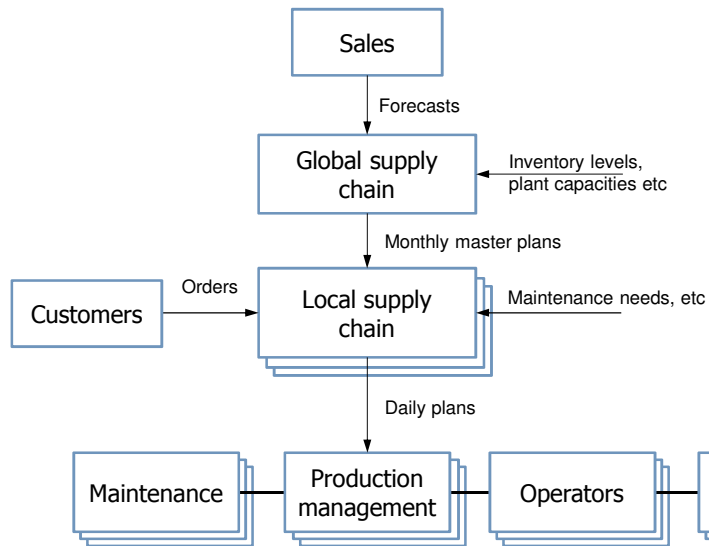 Sales
Forecasts
Global supply
chain
Inventory levels,
plant capacities etc
Monthly master plans
Orders
Customers
Local supply
chain
Maintenance needs, etc
Daily plans
Maintenance
Production
management
Operators